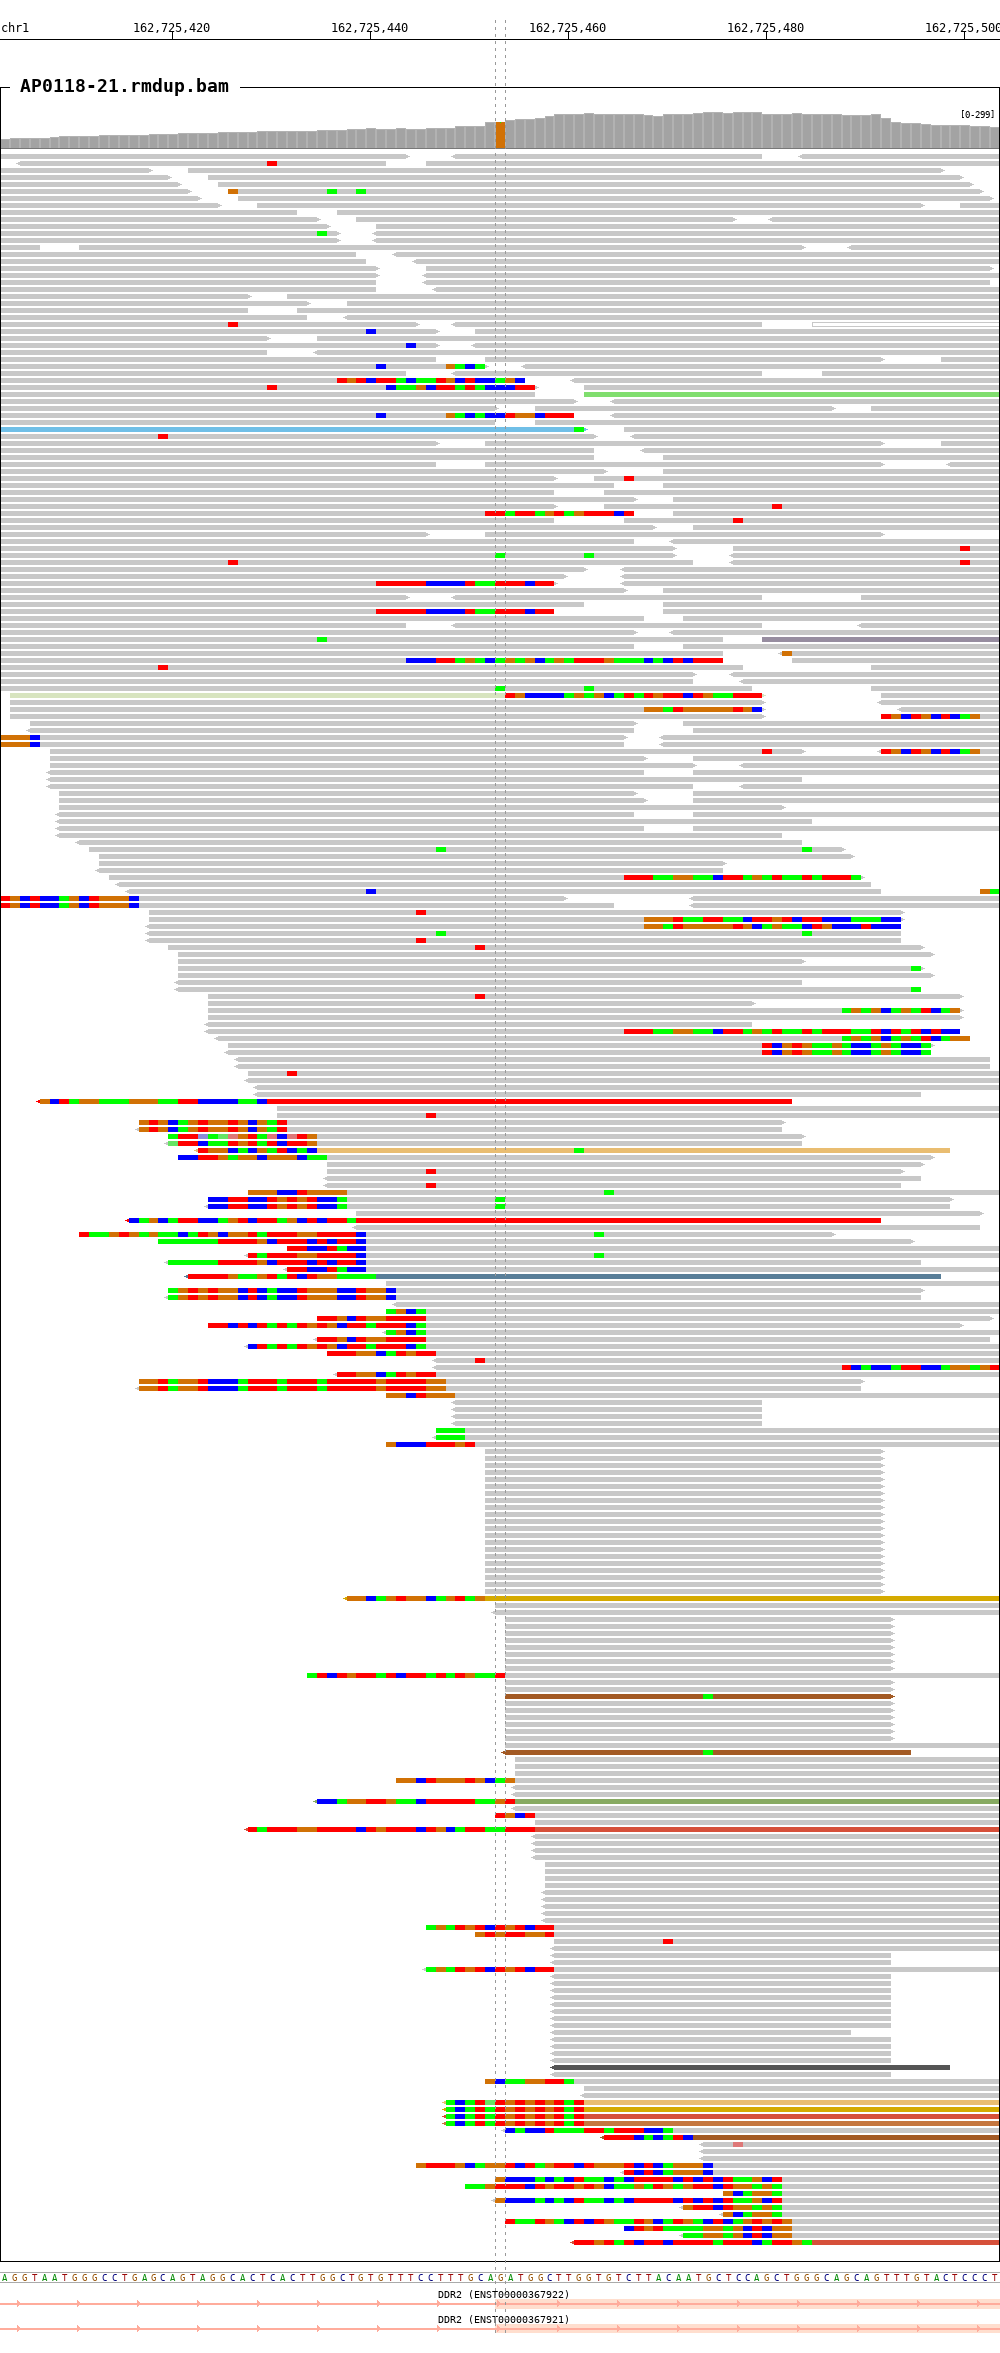 chr1 162,725,420 162,725,440 162,725,460 162,725,480 162,725,500
AP0118-21.rmdup.bam
[0-299]
AGGTAATGGGCCTGAGCAGTAGGCACTCACTTGGCTGTGTTTCCTTTGCAGATGGCTTGGTGTCTTACAATGCTCCAGCTGGGCAGCAGTTTGTACTCCCT
DDR2 (ENST00000367922)
DDR2 (ENST00000367921)